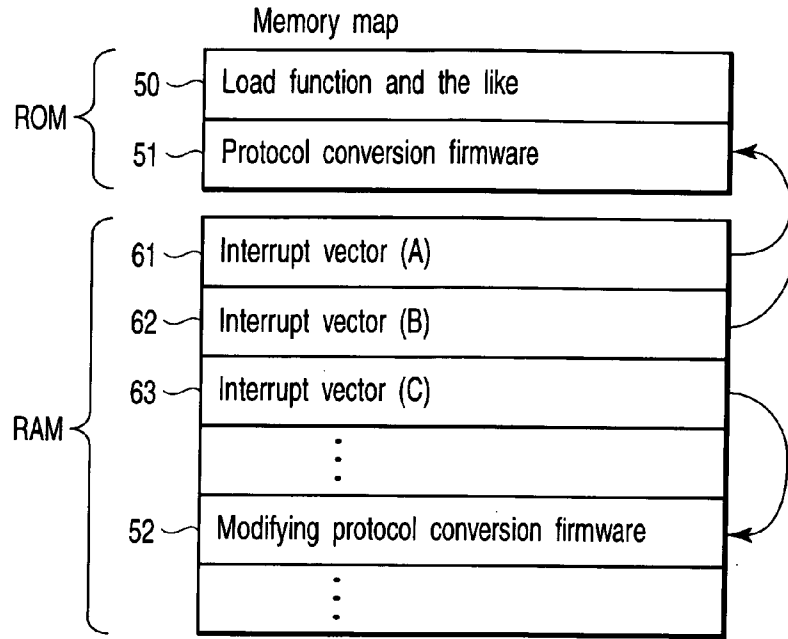 Memory map
ROM
50 Load function and the like
51 Protocol conversion firmware
RAM
61 Interrupt vector (A)
62 Interrupt vector (B)
63 Interrupt vector (C)
52 Modifying protocol conversion firmware